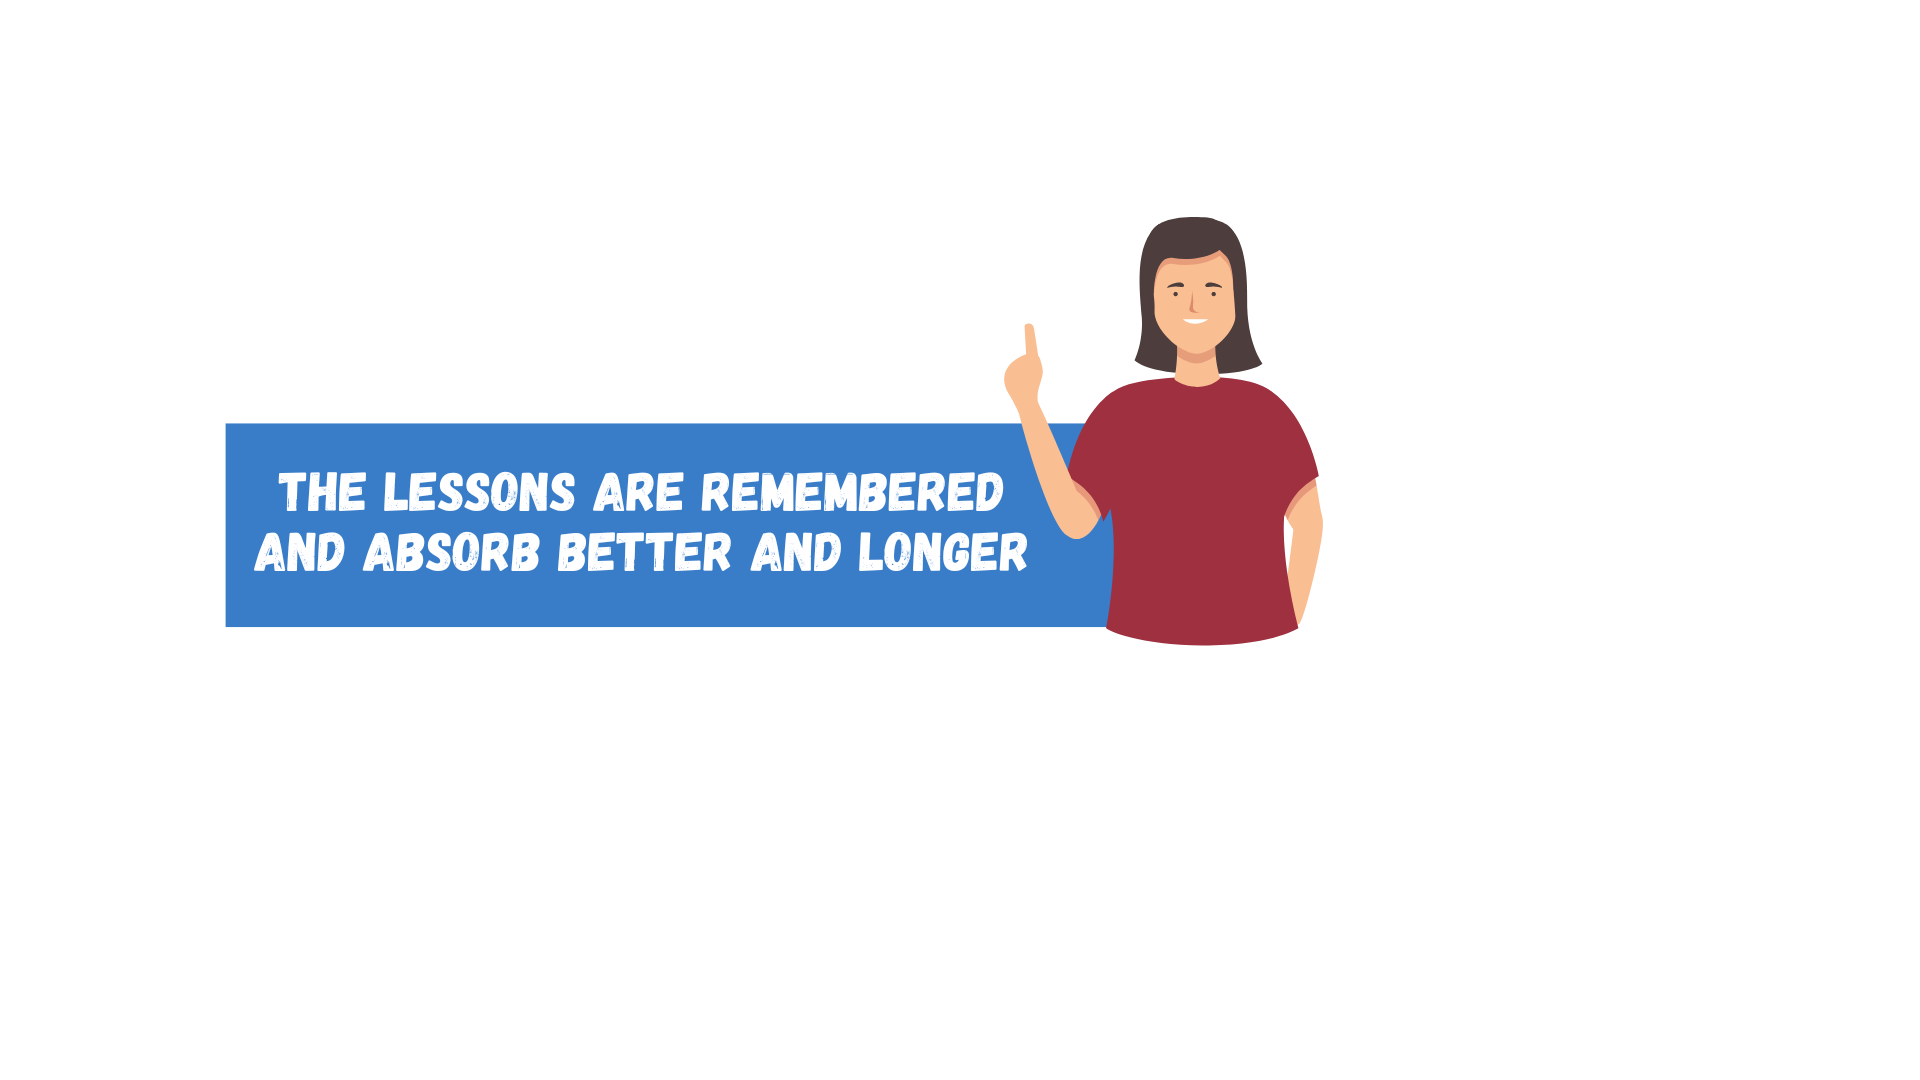 THE LESSONS ARE REMEMBERED
AND ABSORB BETTER AND LONGER